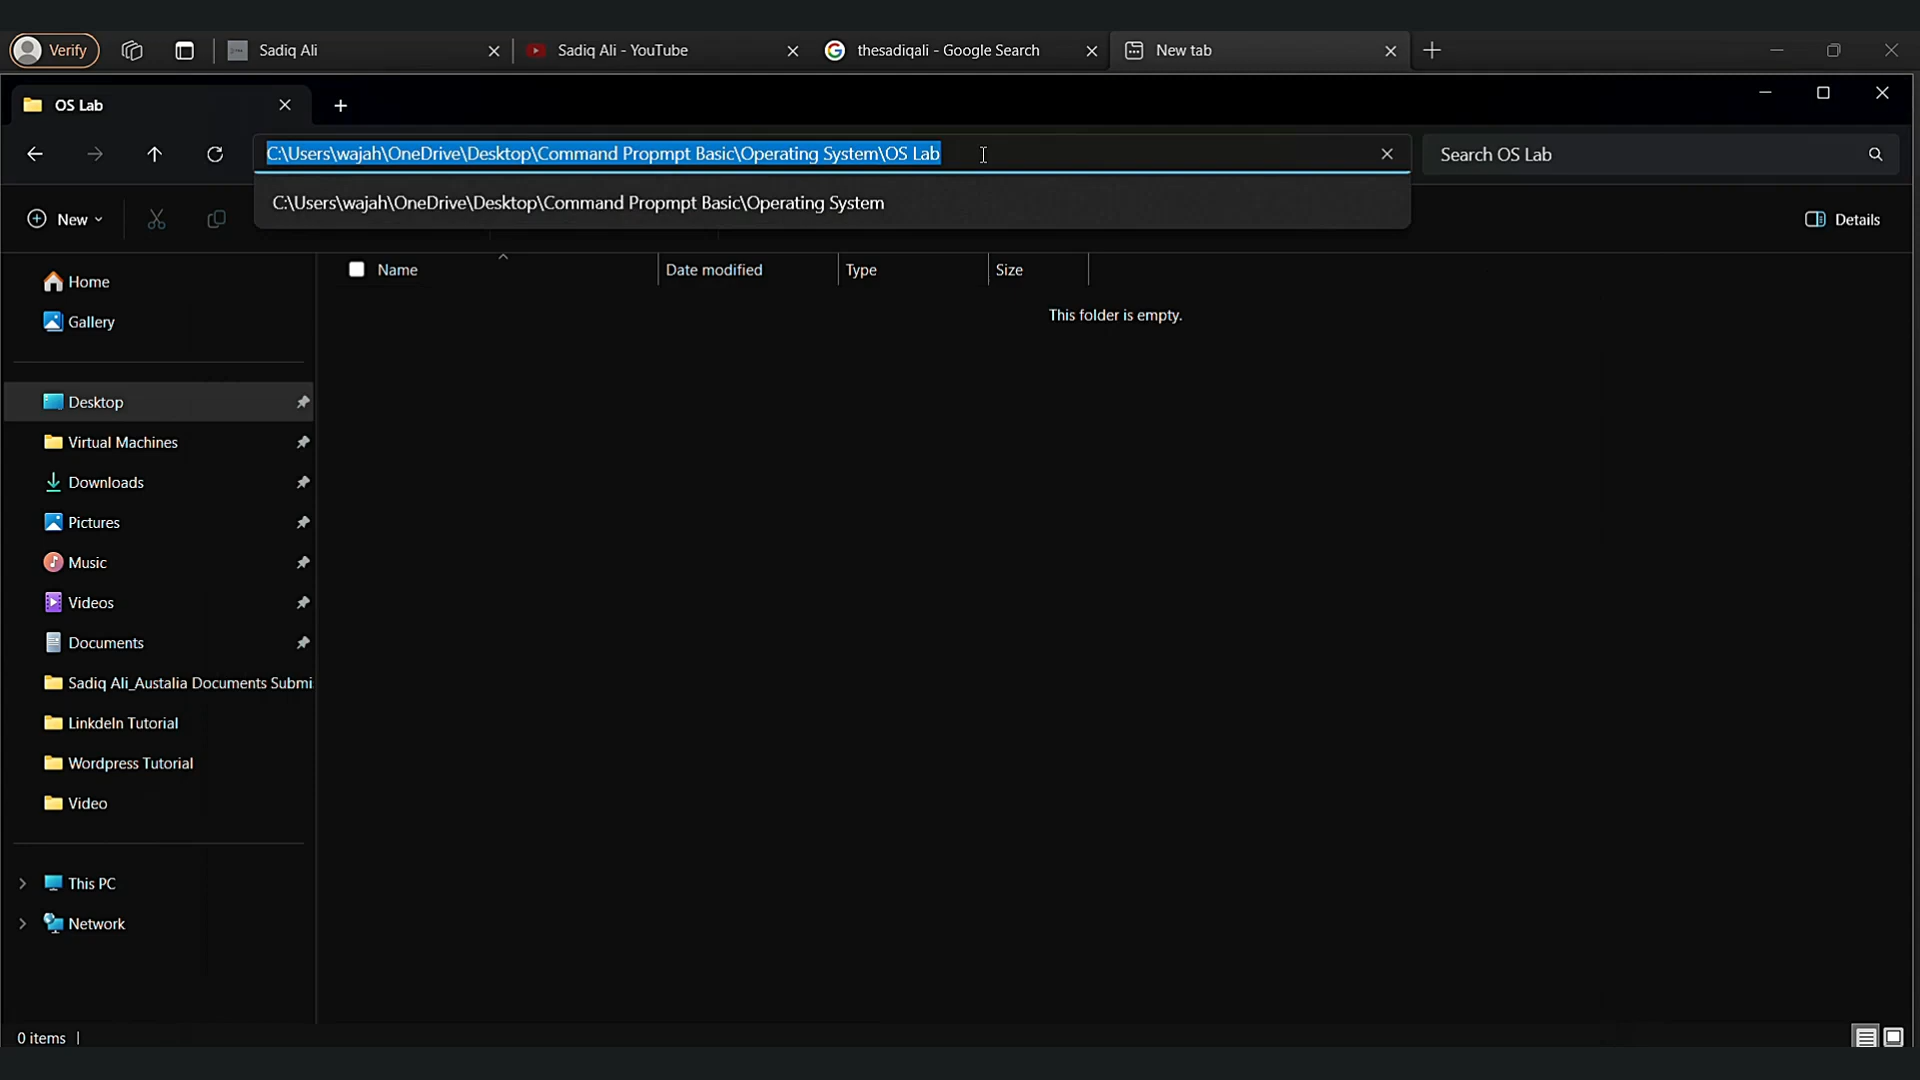 Verify
Sadiq Ali
Sadiq Ali - YouTube
thesadiqali - Google Search
New tab
OS Lab
C:\Users\wajah\OneDrive\Desktop\Command Propmpt Basic\Operating System\OS Lab
Search OS Lab
C:\Users\wajah\OneDrive\Desktop\Command Propmpt Basic\Operating System
New
Details
Name
Date modified
Type
Size
This folder is empty.
Home
Gallery
Desktop
Virtual Machines
Downloads
Pictures
Music
Videos
Documents
Sadiq Ali_Austalia Documents Submi
Linkdeln Tutorial
Wordpress Tutorial
Video
This PC
Network
0 items